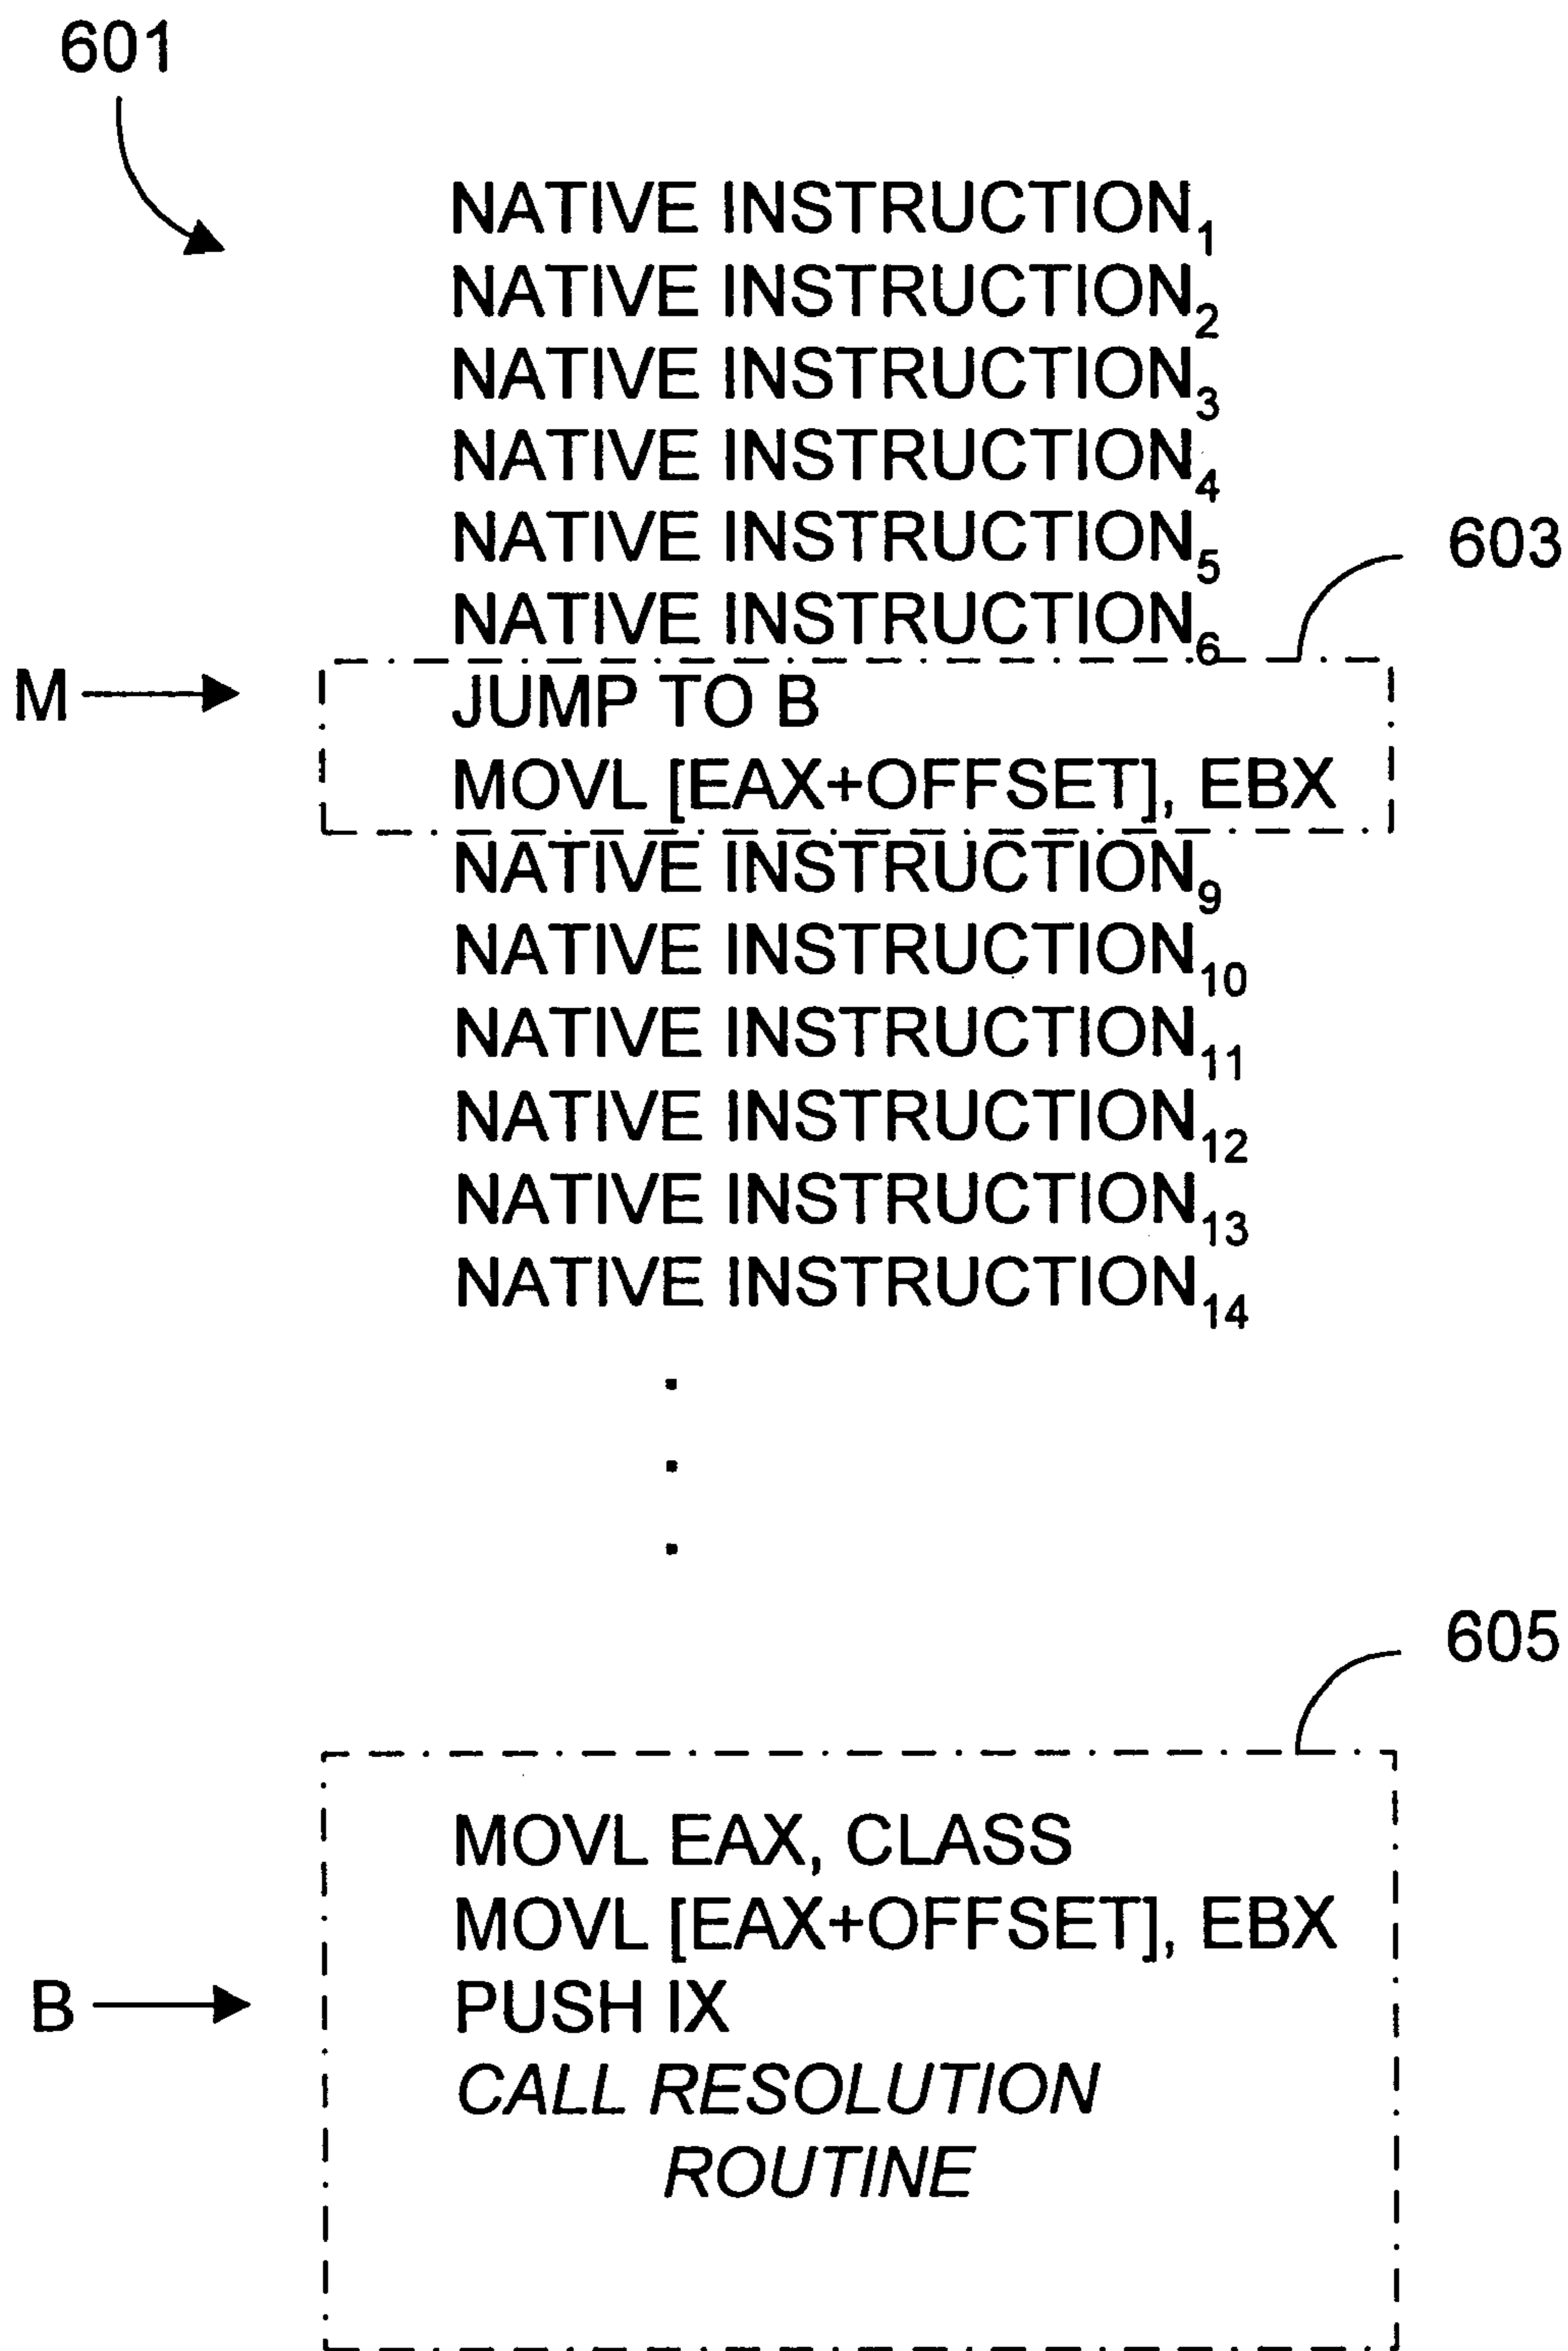 601
NATIVE INSTRUCTION1
NATIVE INSTRUCTION2
NATIVE INSTRUCTION3
NATIVE INSTRUCTION4
NATIVE INSTRUCTION5
603
NATIVE INSTRUCTION6
M JUMP TO B
MOVL [EAX+OFFSET], EBX
NATIVE INSTRUCTION9
NATIVE INSTRUCTION10
NATIVE INSTRUCTION11
NATIVE INSTRUCTION12
NATIVE INSTRUCTION13
NATIVE INSTRUCTION14
.
.
.
605
MOVL EAX, CLASS
MOVL [EAX+OFFSET], EBX
B PUSH IX
CALL RESOLUTION
ROUTINE